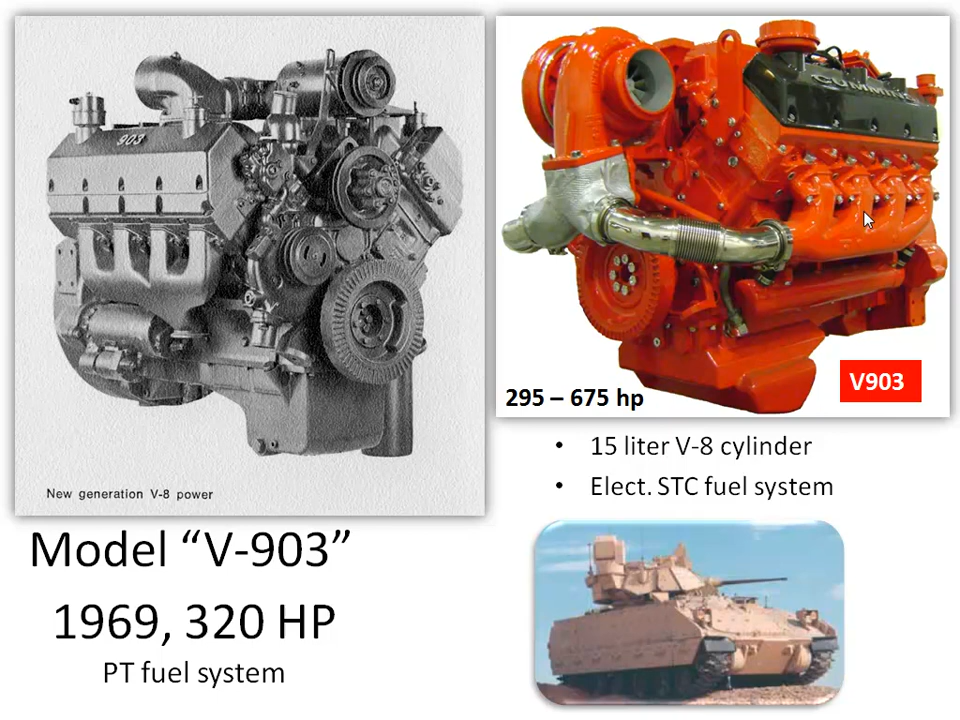 903
New generation V-8 power
Model “V-903”
1969, 320 HP
PT fuel system
CUMMINS
295 – 675 hp
V903
• 15 liter V-8 cylinder
• Elect. STC fuel system